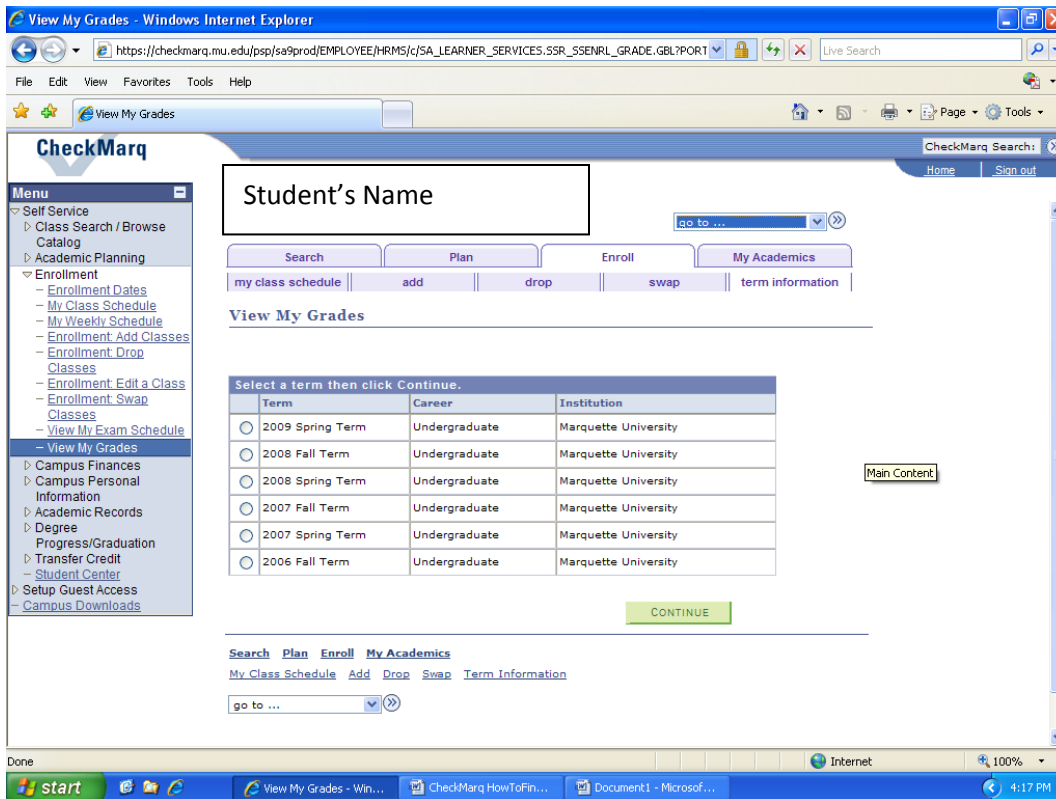 View My Grades - Windows Internet Explorer
https://checkmarq.mu.edu/psp/sa9prod/EMPLOYEE/HRMS/c/SA_LEARNER_SERVICES.SSR_SSENRL_GRADE.GBL?PORT
Live Search
File Edit View Favorites Tools Help
View My Grades
Page Tools
CheckMarq
CheckMarq Search:
Home Sign out
Student's Name
go to ...
Menu
Self Service
Class Search / Browse
Catalog
Academic Planning
Enrollment
– Enrollment Dates
– My Class Schedule
– My Weekly Schedule
– Enrollment: Add Classes
– Enrollment: Drop
Classes
– Enrollment: Edit a Class
– Enrollment: Swap
Classes
– View My Exam Schedule
– View My Grades
Campus Finances
Campus Personal
Information
Academic Records
Degree
Progress/Graduation
Transfer Credit
– Student Center
Setup Guest Access
– Campus Downloads
Search Plan Enroll My Academics
my class schedule add drop swap term information
View My Grades
Select a term then click Continue.
Term Career Institution
2009 Spring Term Undergraduate Marquette University
2008 Fall Term Undergraduate Marquette University
2008 Spring Term Undergraduate Marquette University
2007 Fall Term Undergraduate Marquette University
2007 Spring Term Undergraduate Marquette University
2006 Fall Term Undergraduate Marquette University
Main Content
CONTINUE
Search Plan Enroll My Academics
My Class Schedule Add Drop Swap Term Information
go to ...
Done Internet 100%
start View My Grades - Win... CheckMarq HowToFin... Document1 - Microsof... 4:17 PM